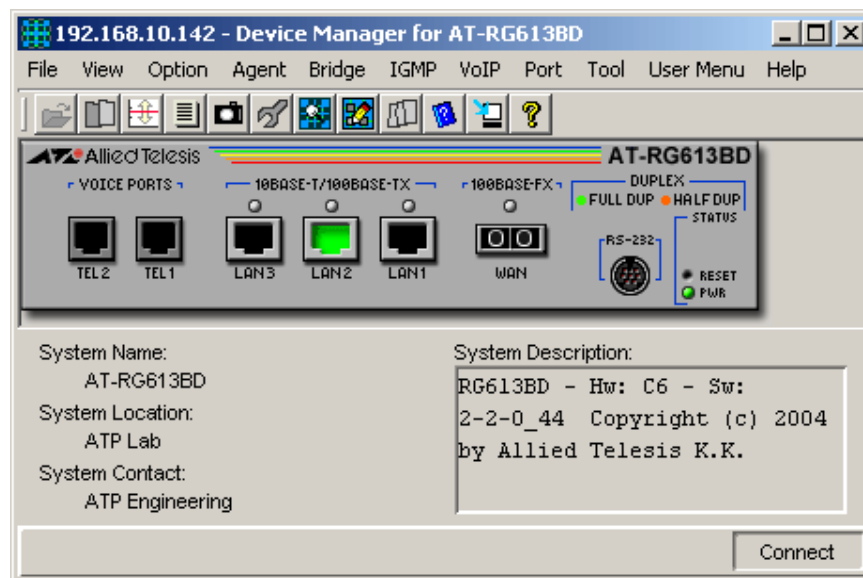 192.168.10.142 - Device Manager for AT-RG613BD
File View Option Agent Bridge IGMP VoIP Port Tool User Menu Help
Allied Telesis AT-RG613BD
VOICE PORTS 10BASE-T/100BASE-TX 100BASE-FX DUPLEX
FULL DUP HALF DUP
STATUS
RS-232
TEL2 TEL1 LAN3 LAN2 LAN1 WAN RESET
PWR
System Name:
AT-RG613BD
System Location:
ATP Lab
System Contact:
ATP Engineering
System Description:
RG613BD - Hw: C6 - Sw:
2-2-0_44 Copyright (c) 2004
by Allied Telesis K.K.
Connect